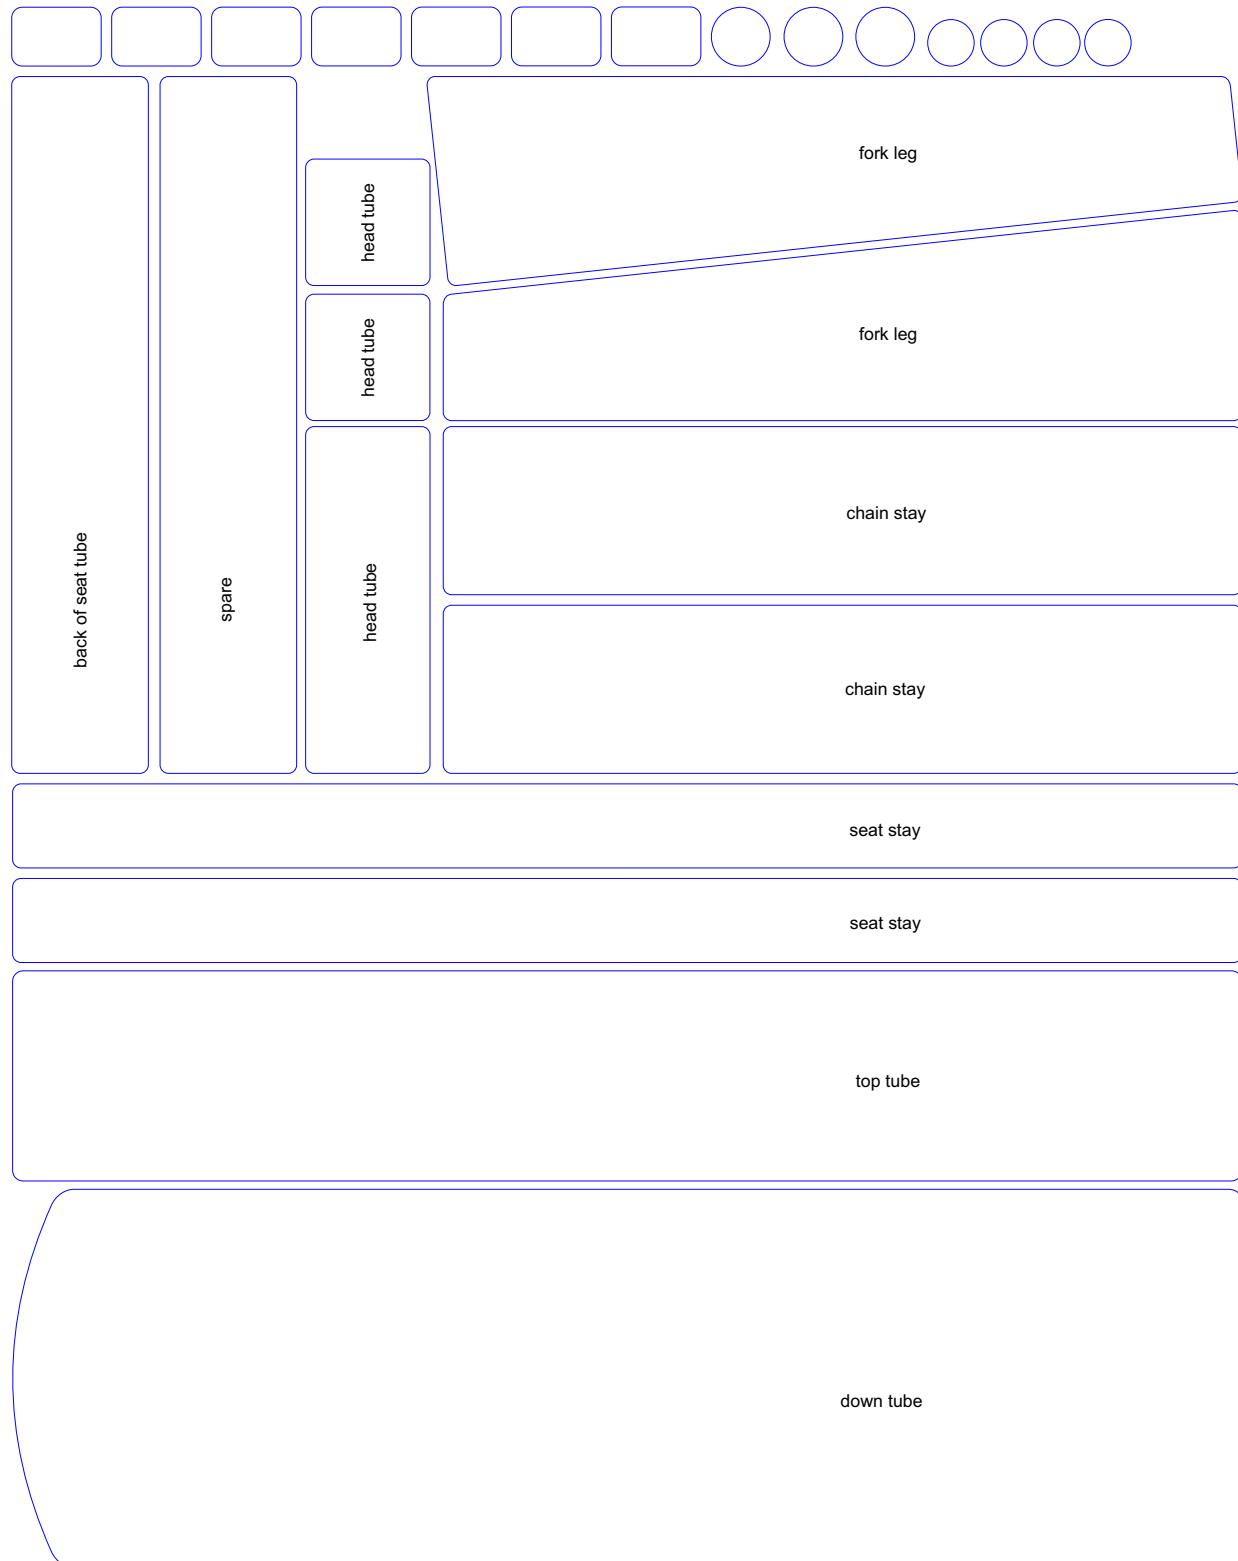 fork leg
head tube
fork leg
head tube
chain stay
back of seat tube
spare
head tube
chain stay
seat stay
seat stay
top tube
down tube